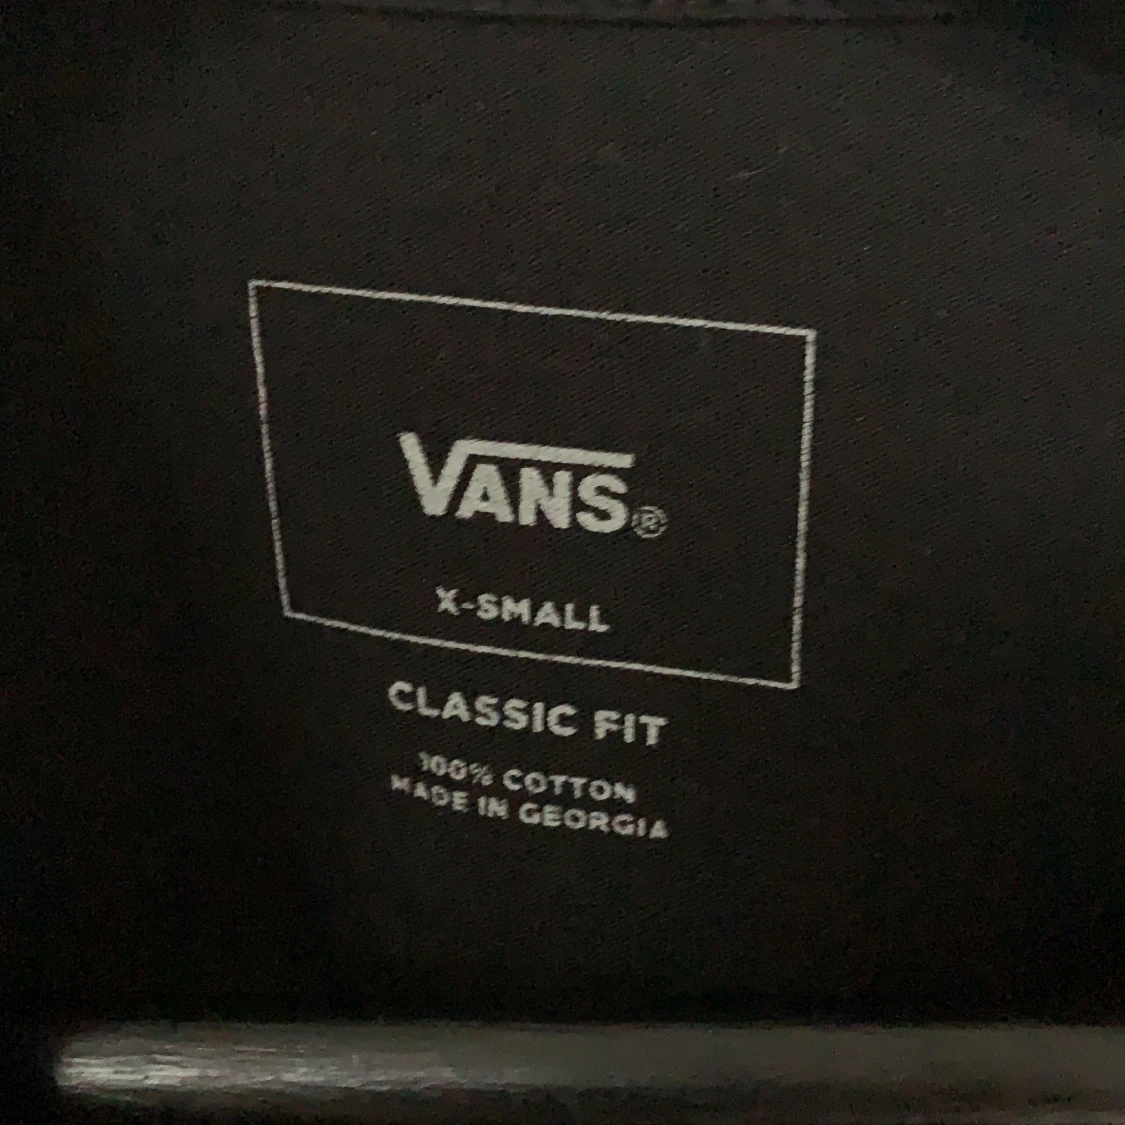 VANS®
X-SMALL
CLASSIC FIT
100% COTTON
MADE IN GEORGIA